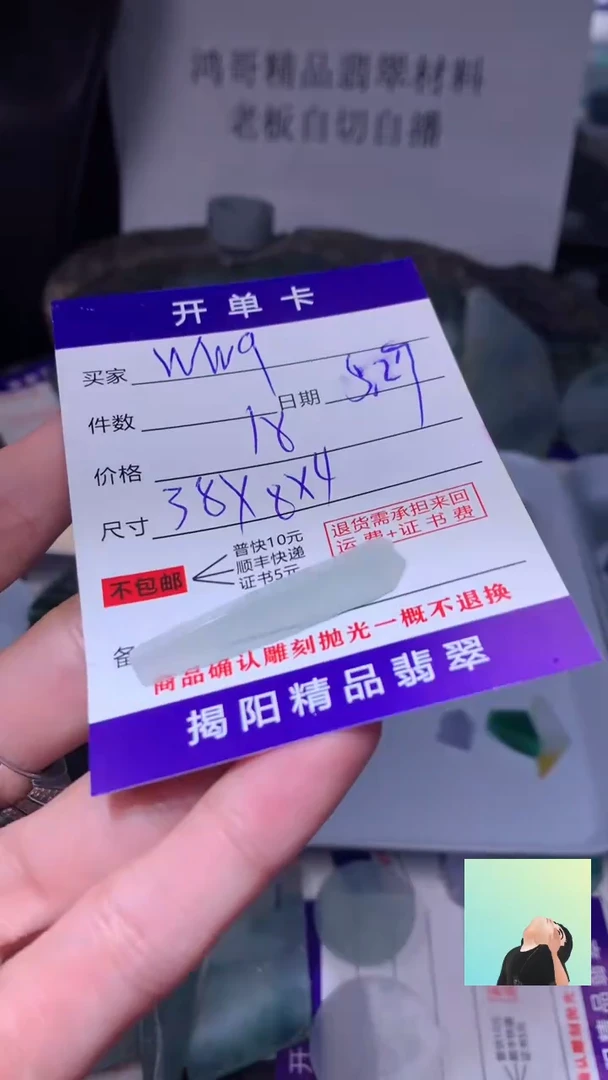 鸿哥精品翡翠材料
老板自切自播
开单卡
买家 wwq
件数
日期 5.29
价格 18
尺寸 38X8X4
不包邮
普快10元
顺丰快递
证书5元
退货需承担来回
运费+证书费
备
商品确认雕刻抛光一概不退换
揭阳精品翡翠